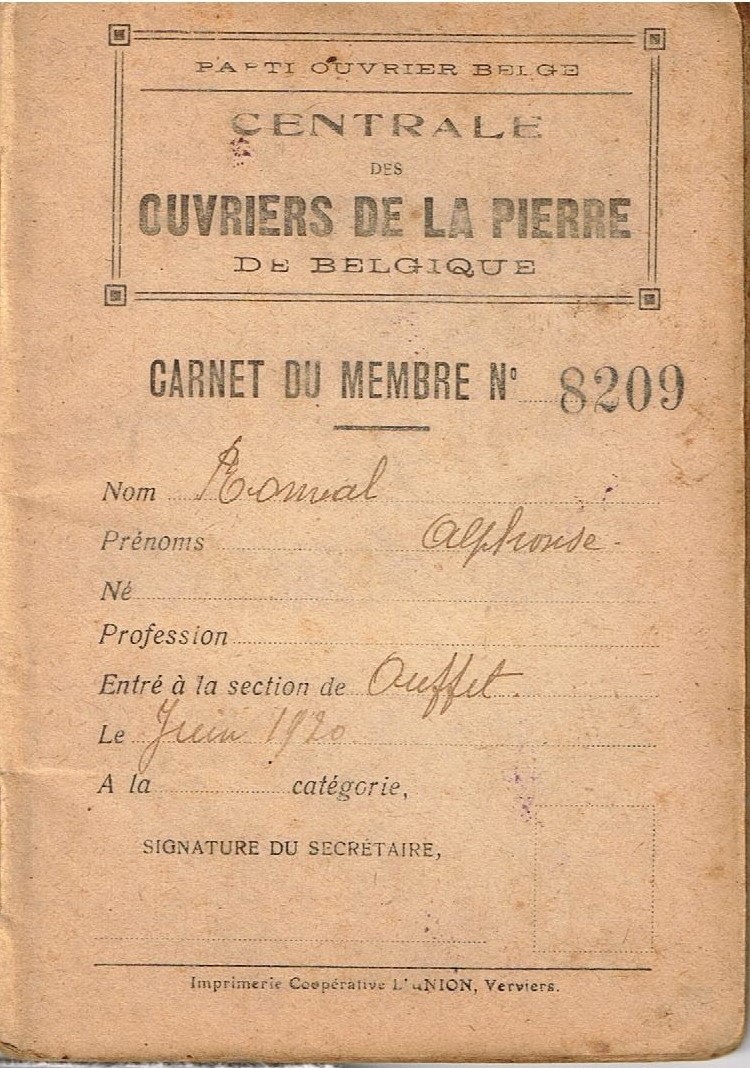 PARTI OUVRIER BELGE
CENTRALE
DES
OUVRIERS DE LA PIERRE
DE BELGIQUE
CARNET DU MEMBRE N° 8209
Nom
Prénoms Alphonse
Né
Profession
Entré à la section de Ouffet.
Le Juin 1920
A la catégorie,
SIGNATURE DU SECRÉTAIRE,
Imprimerie Coopérative L'UNION, Verviers.